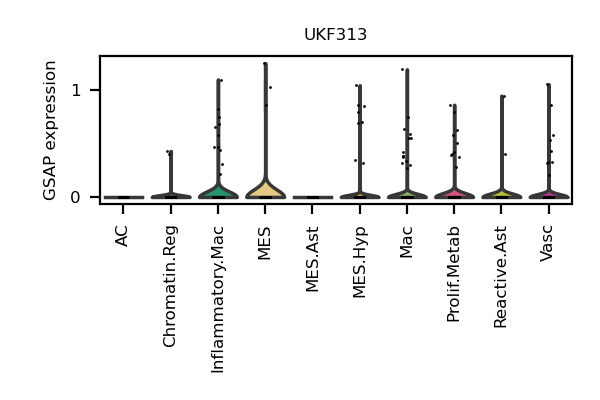 UKF313
GSAP expression
1
0
AC
Chromatin.Reg
Inflammatory.Mac
MES
MES.Ast
MES.Hyp
Mac
Prolif.Metab
Reactive.Ast
Vasc